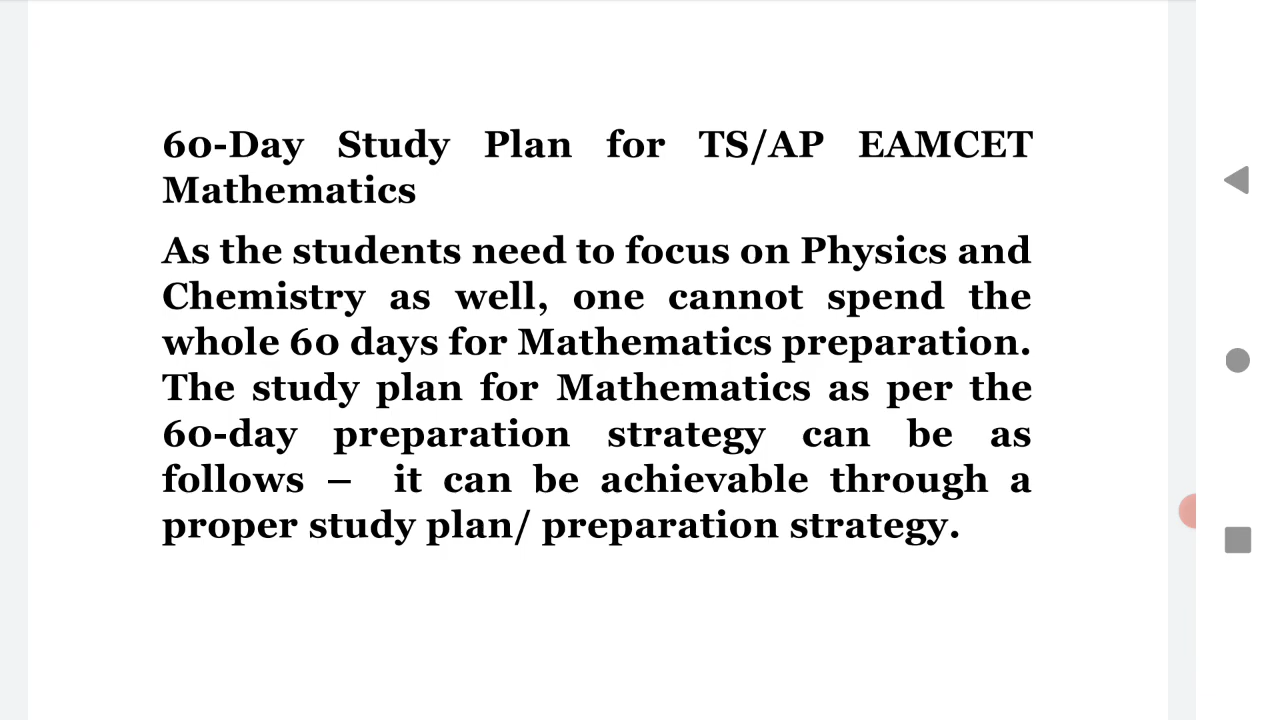 60-Day Study Plan for TS/AP EAMCET
Mathematics
As the students need to focus on Physics and
Chemistry as well, one cannot spend the
whole 60 days for Mathematics preparation.
The study plan for Mathematics as per the
60-day preparation strategy can be as
follows – it can be achievable through a
proper study plan/ preparation strategy.